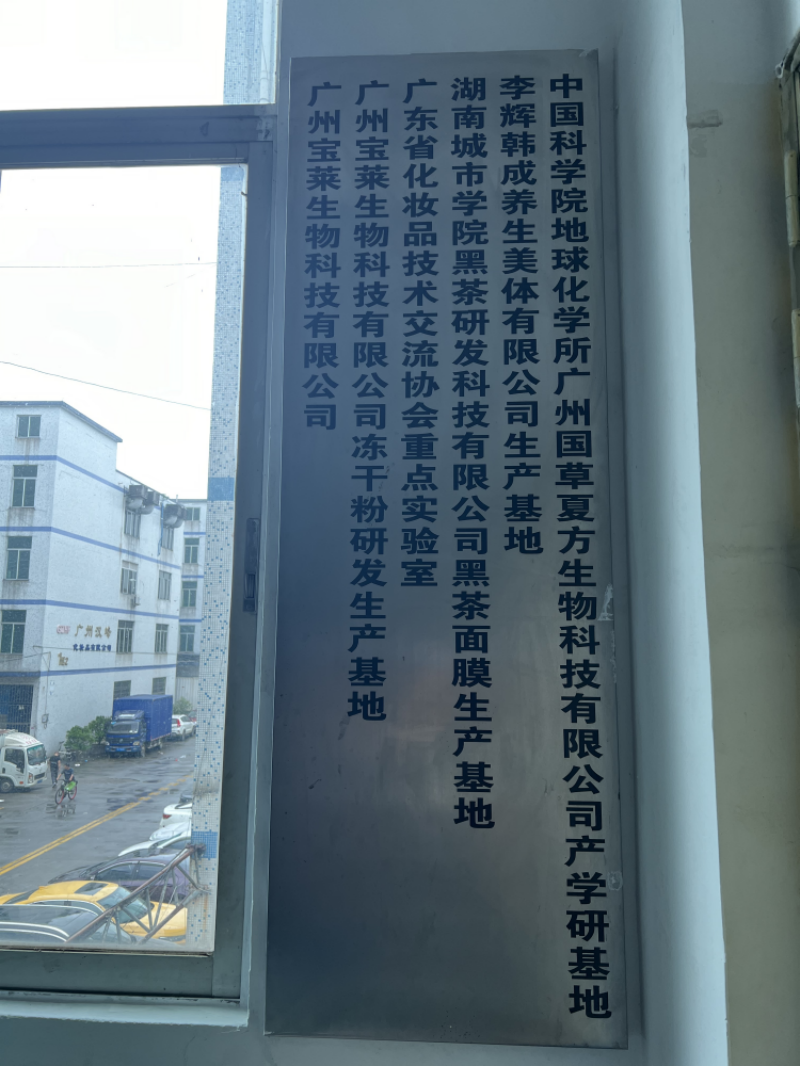 中国科学院地球化学所广州国草夏方生物科技有限公司产学研基地
李辉韩成养生美体有限公司生产基地
湖南城市学院黑茶研发科技有限公司黑茶面膜生产基地
广东省化妆品技术交流协会重点实验室
广州宝莱生物科技有限公司冻干粉研发生产基地
广州宝莱生物科技有限公司